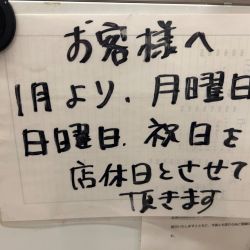 お客様へ
1月より、月曜日
日曜日、祝日を
店休日とさせて
頂きます